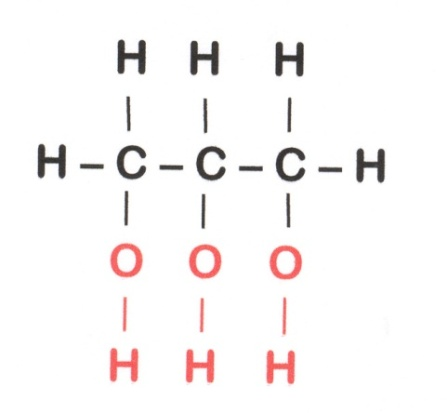 H H H
H–C–C–C–H
O O O
H H H